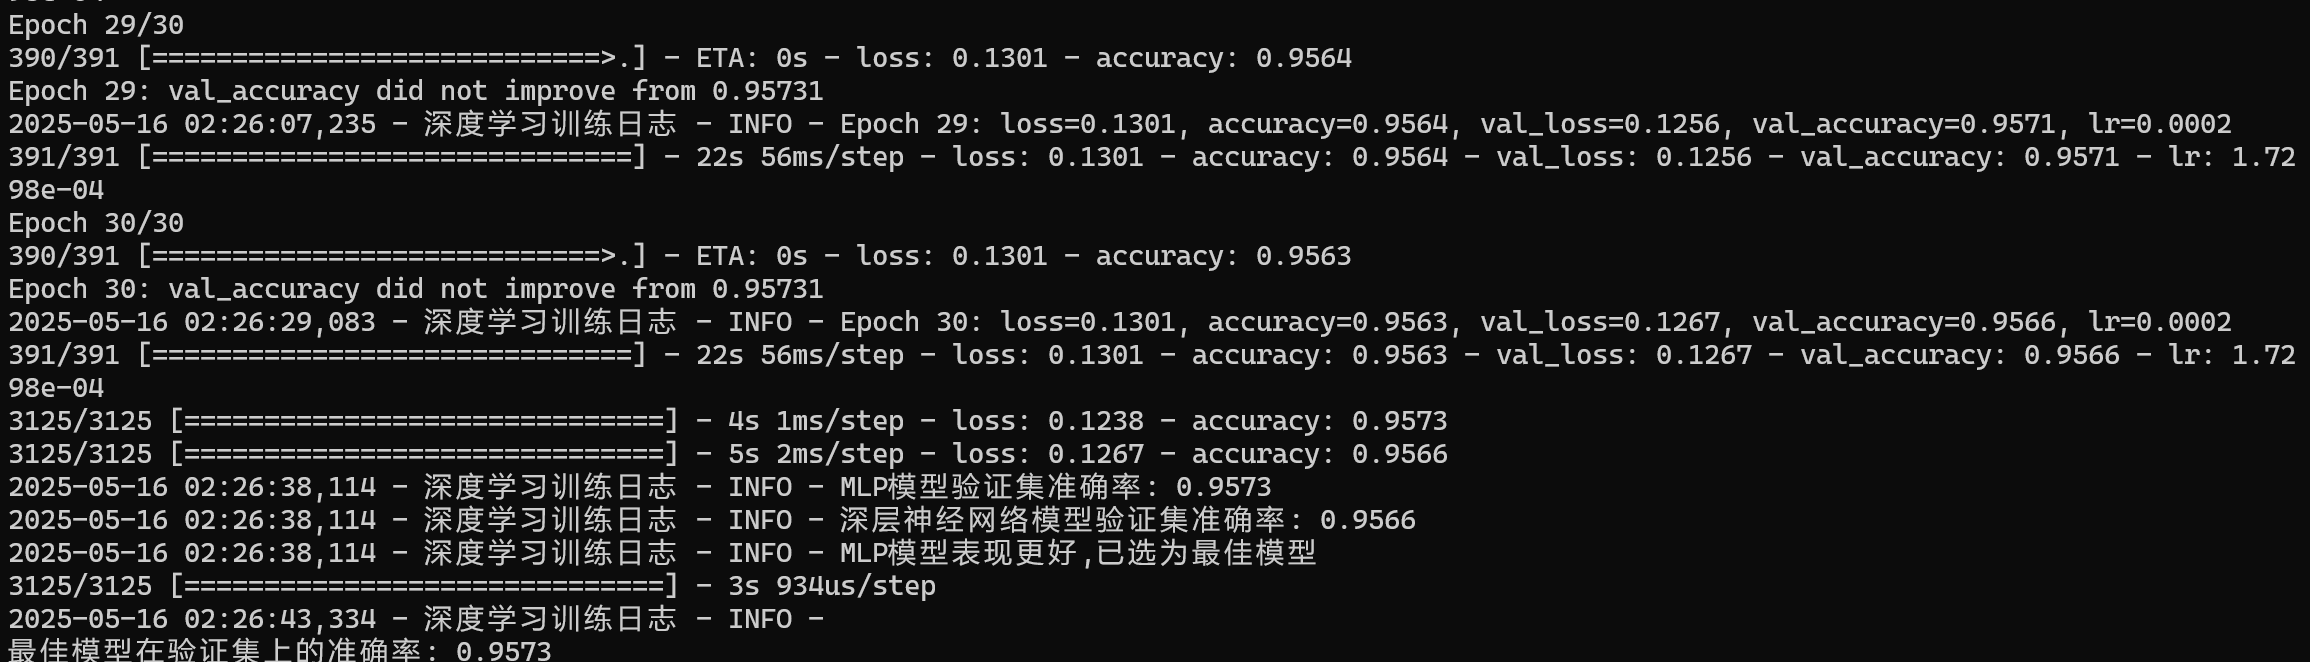 Epoch 29/30
390/391 [============================>.] - ETA: 0s - loss: 0.1301 - accuracy: 0.9564
Epoch 29: val_accuracy did not improve from 0.95731
2025-05-16 02:26:07,235 - 深度学习训练日志 - INFO - Epoch 29: loss=0.1301, accuracy=0.9564, val_loss=0.1256, val_accuracy=0.9571, lr=0.0002
391/391 [==============================] - 22s 56ms/step - loss: 0.1301 - accuracy: 0.9564 - val_loss: 0.1256 - val_accuracy: 0.9571 - lr: 1.72
98e-04
Epoch 30/30
390/391 [============================>.] - ETA: 0s - loss: 0.1301 - accuracy: 0.9563
Epoch 30: val_accuracy did not improve from 0.95731
2025-05-16 02:26:29,083 - 深度学习训练日志 - INFO - Epoch 30: loss=0.1301, accuracy=0.9563, val_loss=0.1267, val_accuracy=0.9566, lr=0.0002
391/391 [==============================] - 22s 56ms/step - loss: 0.1301 - accuracy: 0.9563 - val_loss: 0.1267 - val_accuracy: 0.9566 - lr: 1.72
98e-04
3125/3125 [==============================] - 4s 1ms/step - loss: 0.1238 - accuracy: 0.9573
3125/3125 [==============================] - 5s 2ms/step - loss: 0.1267 - accuracy: 0.9566
2025-05-16 02:26:38,114 - 深度学习训练日志 - INFO - MLP模型验证集准确率: 0.9573
2025-05-16 02:26:38,114 - 深度学习训练日志 - INFO - 深层神经网络模型验证集准确率: 0.9566
2025-05-16 02:26:38,114 - 深度学习训练日志 - INFO - MLP模型表现更好,已选为最佳模型
3125/3125 [==============================] - 3s 934us/step
2025-05-16 02:26:43,334 - 深度学习训练日志 - INFO -
最佳模型在验证集上的准确率: 0.9573